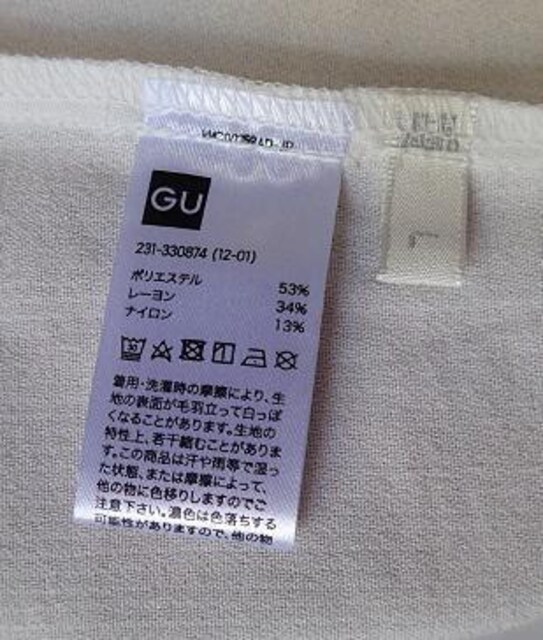 GU
231-330874 (12-01)
ポリエステル 53%
レーヨン 34%
ナイロン 13%
30
着用・洗濯時の摩擦により、生
地の表面が毛羽立って白っぽ
くなることがあります。生地の
特性上、若干縮むことがありま
す。この商品は汗や雨等で湿っ
た状態、または摩擦によって、
他の物に色移りしますのでご
注意下さい。濃色は色落ちする
可能性がありますので、他の物